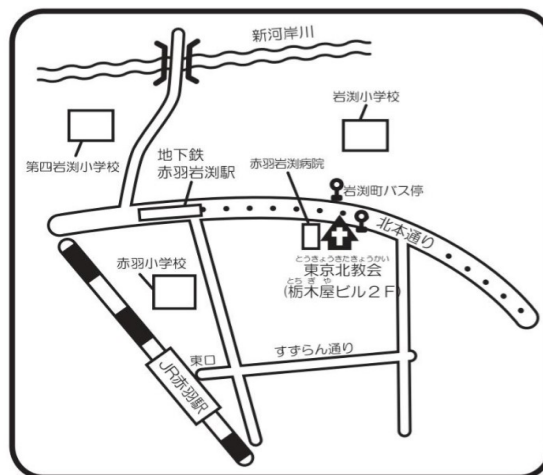 新河岸川
岩渕小学校
第四岩渕小学校
地下鉄
赤羽岩渕駅
赤羽岩渕病院
岩渕町バス停
北本通り
とうきょうきたきょうかい
東京北教会
とちぎや
(栃木屋ビル2F)
赤羽小学校
東口
すずらん通り
JR赤羽駅